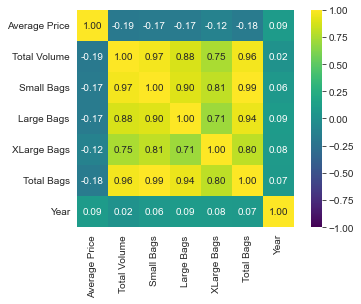 Average Price 1.00 -0.19 -0.17 -0.17 -0.12 -0.18 0.09
Total Volume -0.19 1.00 0.97 0.88 0.75 0.96 0.02
Small Bags -0.17 0.97 1.00 0.90 0.81 0.99 0.06
Large Bags -0.17 0.88 0.90 1.00 0.71 0.94 0.09
XLarge Bags -0.12 0.75 0.81 0.71 1.00 0.80 0.08
Total Bags -0.18 0.96 0.99 0.94 0.80 1.00 0.07
Year 0.09 0.02 0.06 0.09 0.08 0.07 1.00
Average Price
Total Volume
Small Bags
Large Bags
XLarge Bags
Total Bags
Year
1.00
0.75
0.50
0.25
0.00
−0.25
−0.50
−0.75
−1.00